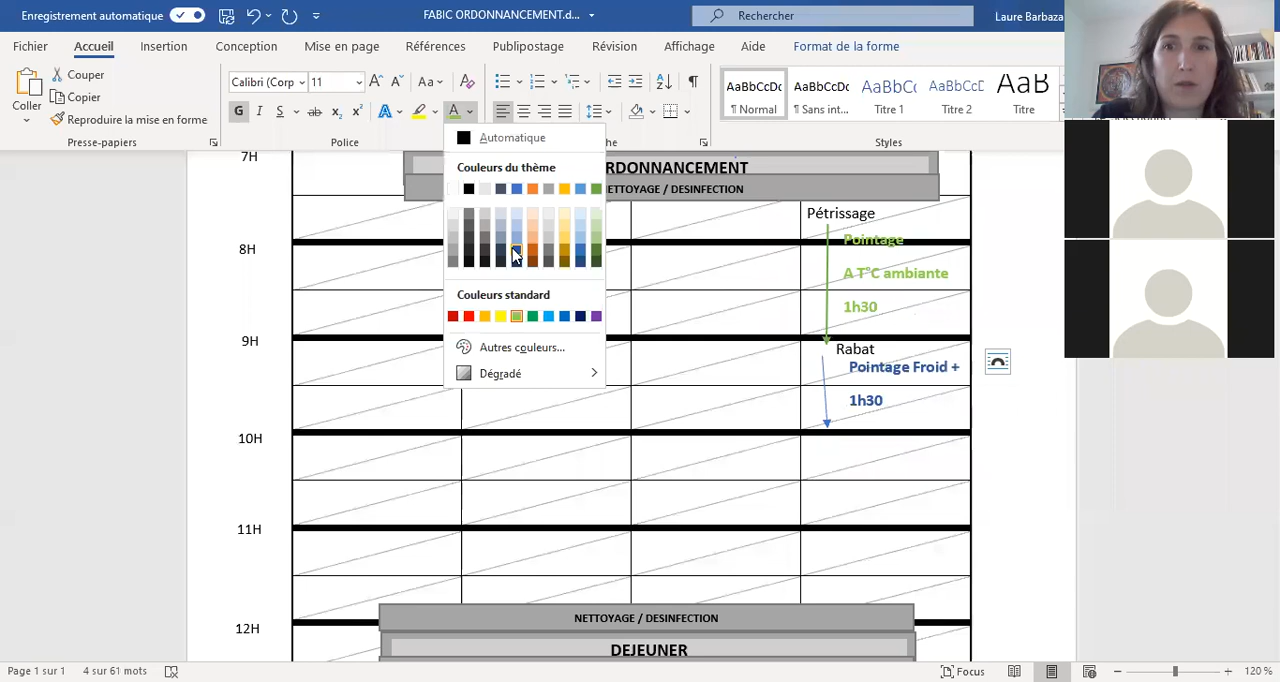 Enregistrement automatique
FABIC ORDONNANCEMENT.d...
Rechercher
Laure Barbaza
Fichier Accueil Insertion Conception Mise en page Références Publipostage Révision Affichage Aide Format de la forme
Coller
Couper
Copier
Reproduire la mise en forme
Presse-papiers
Calibri (Corp 11
Police
AaBbCcDc
¶ Normal
AaBbCcDc
¶ Sans int...
AaBbCc
Titre 1
AaBbCcD
Titre 2
AaB
Titre
Styles
Automatique
Couleurs du thème
Couleurs standard
Autres couleurs...
Dégradé
7H
RDONNANCEMENT
ETTOYAGE / DESINFECTION
Pétrissage
8H
Pointage
A T°C ambiante
1h30
9H
Rabat
Pointage Froid +
1h30
10H
11H
NETTOYAGE / DESINFECTION
12H
DEJEUNER
Page 1 sur 1 4 sur 61 mots
Focus
120 %